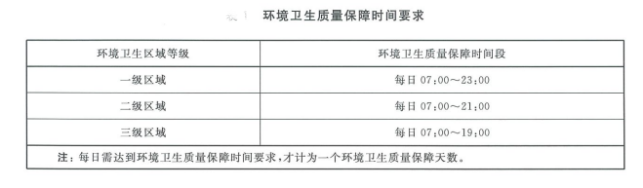 环境卫生质量保障时间要求
环境卫生区域等级 环境卫生质量保障时间段
一级区域 每日 07:00～23:00
二级区域 每日 07:00～21:00
三级区域 每日 07:00～19:00
注：每日需达到环境卫生质量保障时间要求,才计为一个环境卫生质量保障天数。